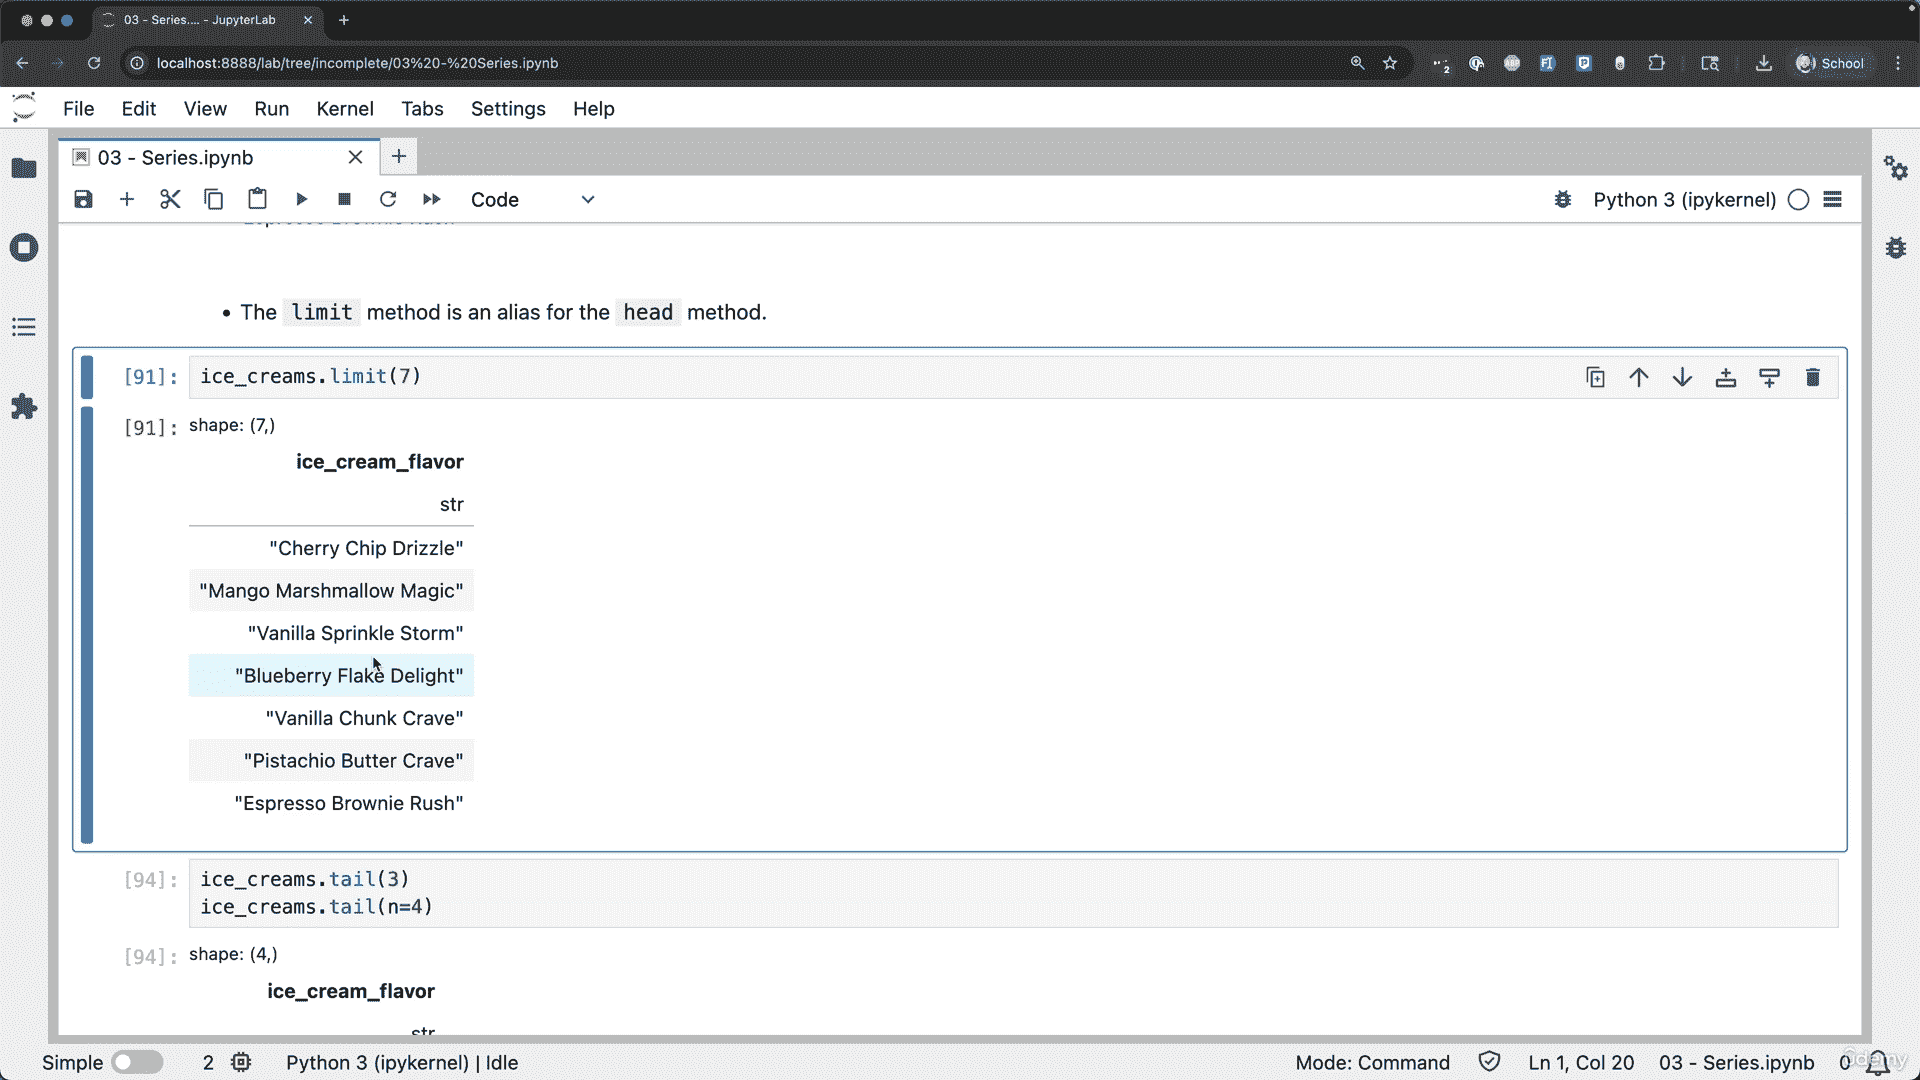 03 - Series.... - JupyterLab
localhost:8888/lab/tree/incomplete/03%20-%20Series.ipynb
2
School
File Edit View Run Kernel Tabs Settings Help
03 - Series.ipynb
Code
Python 3 (ipykernel)
The limit method is an alias for the head method.
[91]: ice_creams.limit(7)
[91]: shape: (7,)
ice_cream_flavor
str
"Cherry Chip Drizzle"
"Mango Marshmallow Magic"
"Vanilla Sprinkle Storm"
"Blueberry Flake Delight"
"Vanilla Chunk Crave"
"Pistachio Butter Crave"
"Espresso Brownie Rush"
[94]: ice_creams.tail(3)
ice_creams.tail(n=4)
[94]: shape: (4,)
ice_cream_flavor
str
Simple 2 Python 3 (ipykernel) | Idle Mode: Command Ln 1, Col 20 03 - Series.ipynb 0
udemy